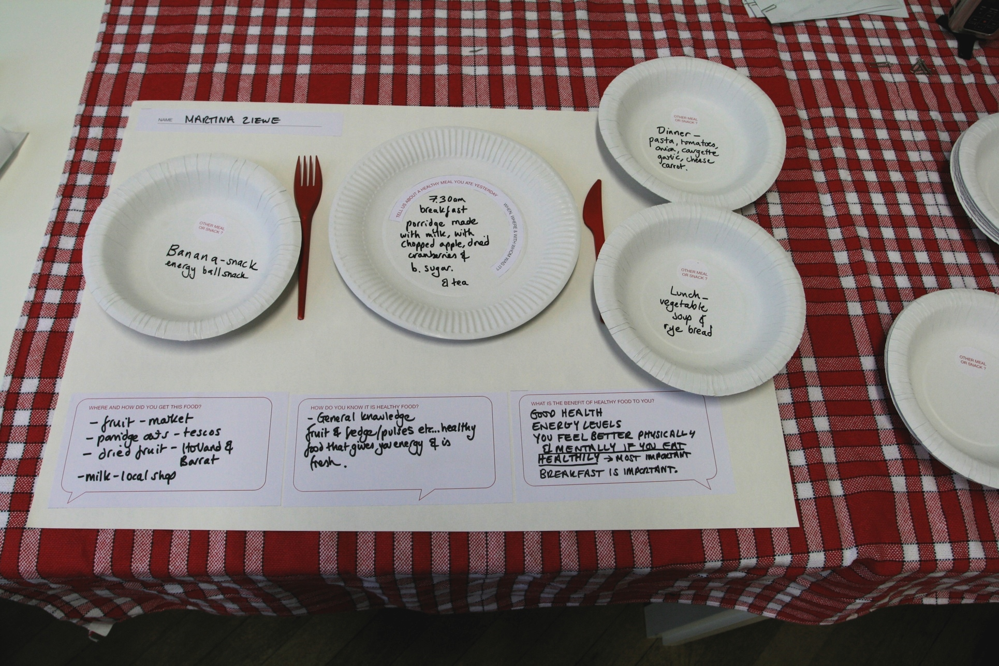 NAME MARTINA ZIEWE
OTHER MEAL
OR SNACK?
Banana-snack
energy ball snack
TELL US ABOUT A HEALTHY MEAL YOU ATE YESTERDAY
WHEN, WHERE & WITH WHOM WAS IT?
7.30am
breakfast
porridge made
with milk, with
chopped apple, dried
cranberries &
b. sugar.
& tea
OTHER MEAL
OR SNACK?
Dinner -
pasta, tomatoes,
onion, courgette
garlic, cheese
carrot.
OTHER MEAL
OR SNACK?
Lunch -
vegetable
soup &
rye bread
OTHER MEAL
OR SNACK?
WHERE AND HOW DID YOU GET THIS FOOD?
- fruit - market
- porridge oats - tescos
- dried fruit - Holland &
Barrat
- milk - local shop
HOW DO YOU KNOW IT IS HEALTHY FOOD?
- General knowledge
fruit & vedge/pulses etc...healthy
food that gives you energy & is
fresh.
WHAT IS THE BENEFIT OF HEALTHY FOOD TO YOU?
GOOD HEALTH
ENERGY LEVELS
YOU FEEL BETTER PHYSICALLY
& MENTALLY IF YOU EAT
HEALTHILY → MOST IMPORTANT
BREAKFAST IS IMPORTANT.